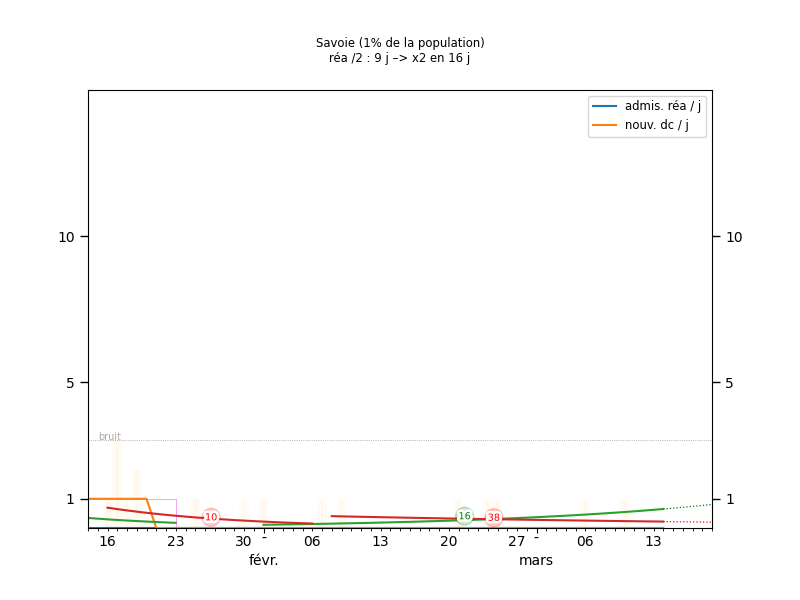 Savoie (1% de la population)
réa /2 : 9 j –> x2 en 16 j
admis. réa / j
nouv. dc / j
10 10
5 5
bruit
1 1
10 16 38
16 23 30 - 06 13 20 27 - 06 13
févr. mars